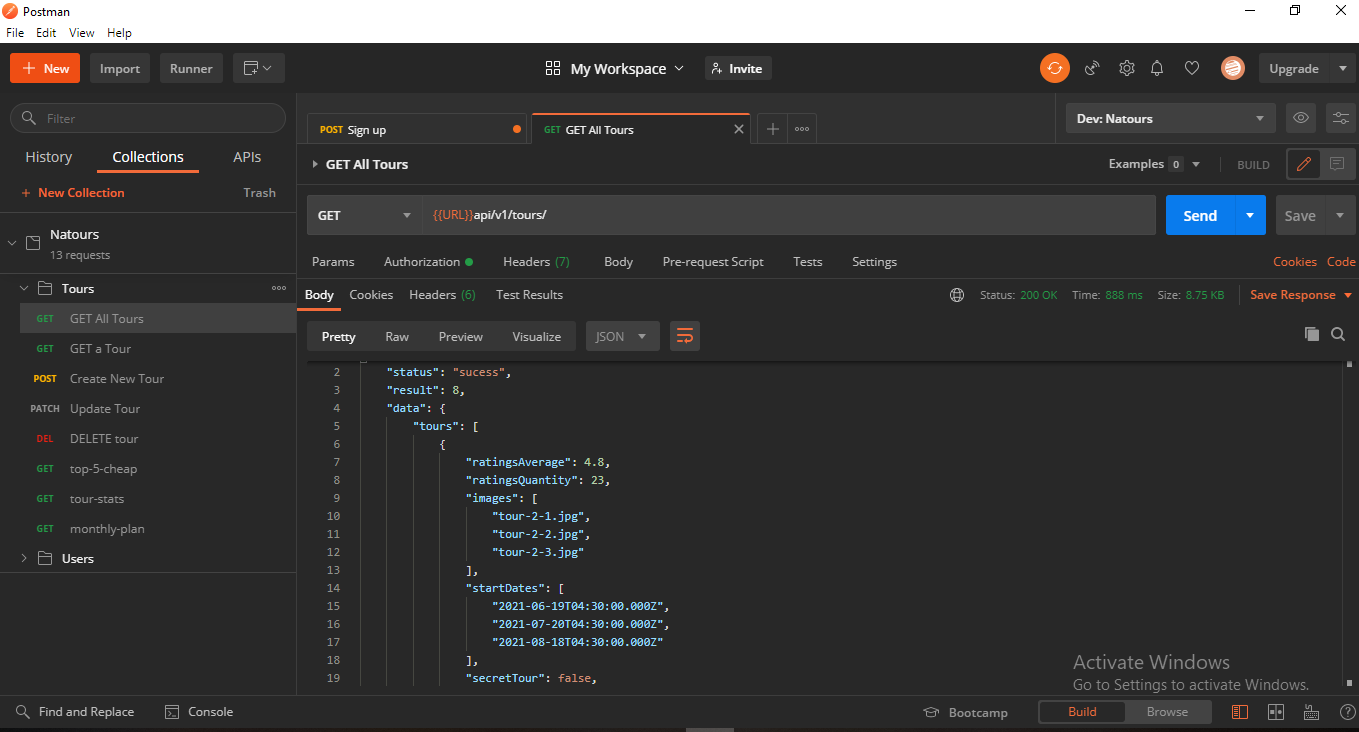 Postman
File Edit View Help
New Import Runner My Workspace Invite Upgrade
Filter
POST Sign up GET GET All Tours Dev: Natours
History Collections APIs
GET All Tours Examples 0 BUILD
+ New Collection Trash
GET {{URL}}api/v1/tours/ Send Save
Natours
13 requests
Params Authorization Headers (7) Body Pre-request Script Tests Settings Cookies Code
Tours
Body Cookies Headers (6) Test Results Status: 200 OK Time: 888 ms Size: 8.75 KB Save Response
GET GET All Tours
Pretty Raw Preview Visualize JSON
GET GET a Tour
POST Create New Tour
PATCH Update Tour
DEL DELETE tour
GET top-5-cheap
GET tour-stats
GET monthly-plan
Users
2 "status": "sucess",
3 "result": 8,
4 "data": {
5 "tours": [
6 {
7 "ratingsAverage": 4.8,
8 "ratingsQuantity": 23,
9 "images": [
10 "tour-2-1.jpg",
11 "tour-2-2.jpg",
12 "tour-2-3.jpg"
13 ],
14 "startDates": [
15 "2021-06-19T04:30:00.000Z",
16 "2021-07-20T04:30:00.000Z",
17 "2021-08-18T04:30:00.000Z"
18 ],
19 "secretTour": false,
Activate Windows
Go to Settings to activate Windows.
Find and Replace Console Bootcamp Build Browse